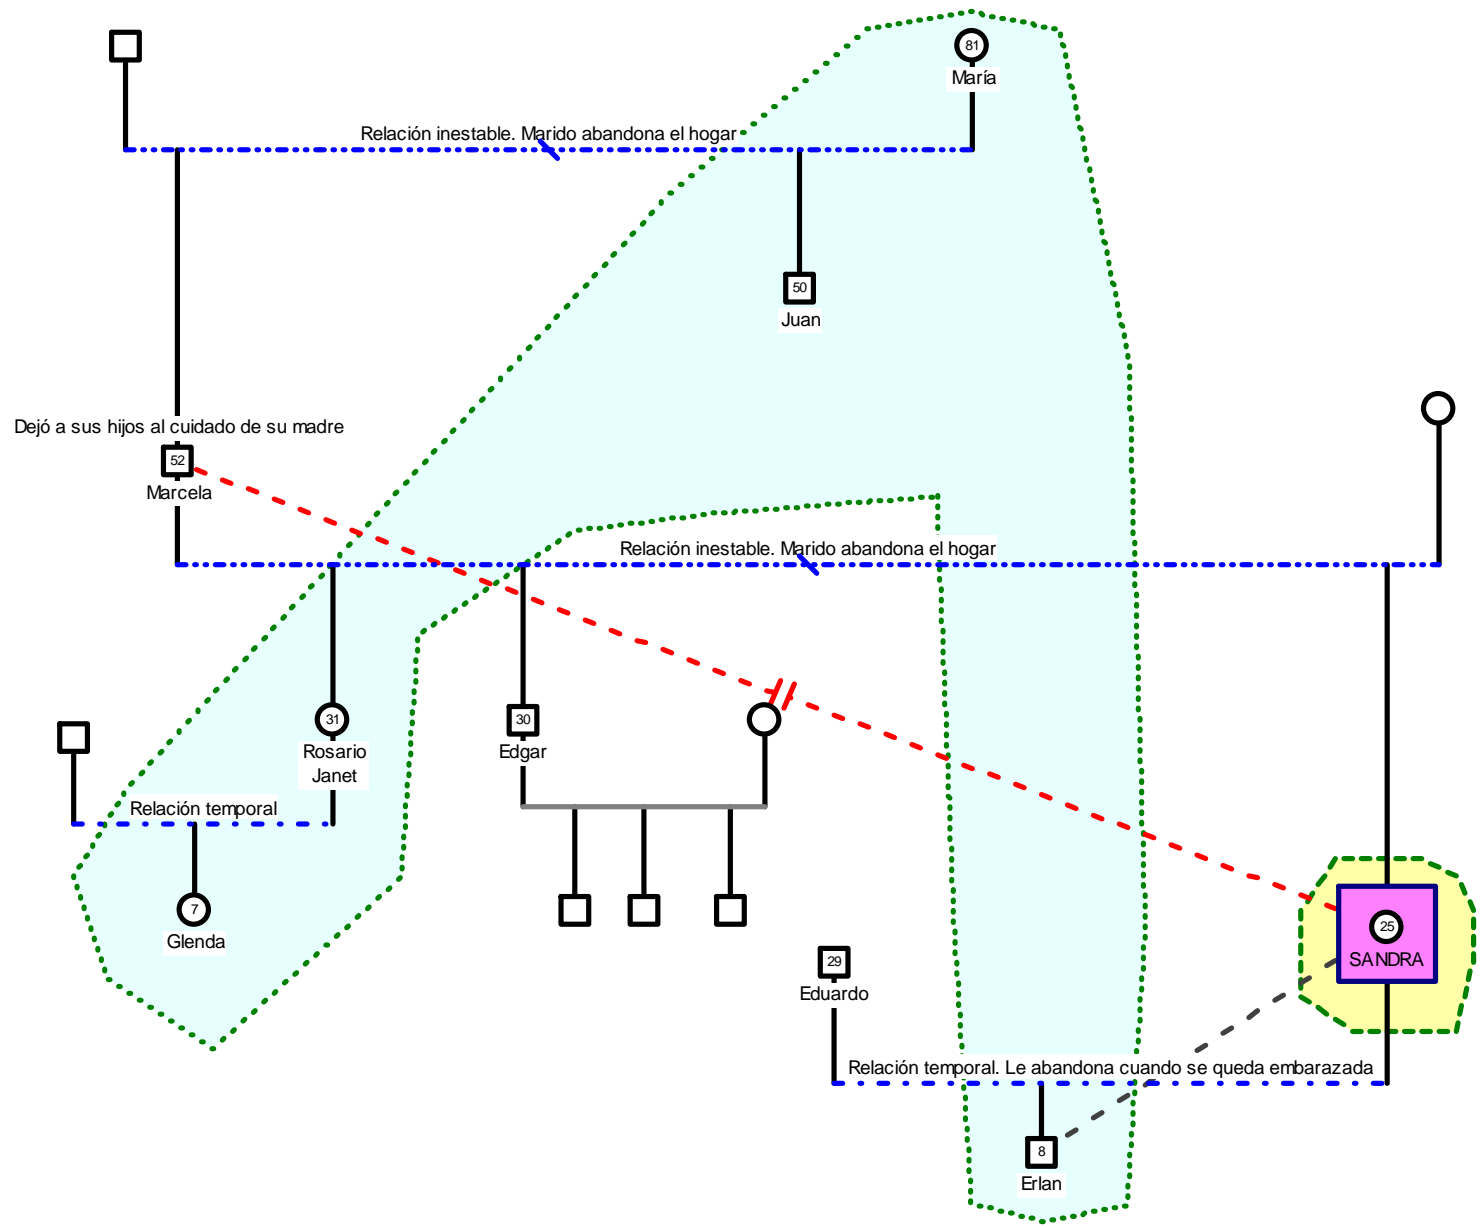 81
María
Relación inestable. Marido abandona el hogar
50
Juan
Dejó a sus hijos al cuidado de su madre
52
Marcela
Relación inestable. Marido abandona el hogar
31
Rosario
Janet
30
Edgar
Relación temporal
7
Glenda
25
SANDRA
29
Eduardo
Relación temporal. Le abandona cuando se queda embarazada
8
Erlan